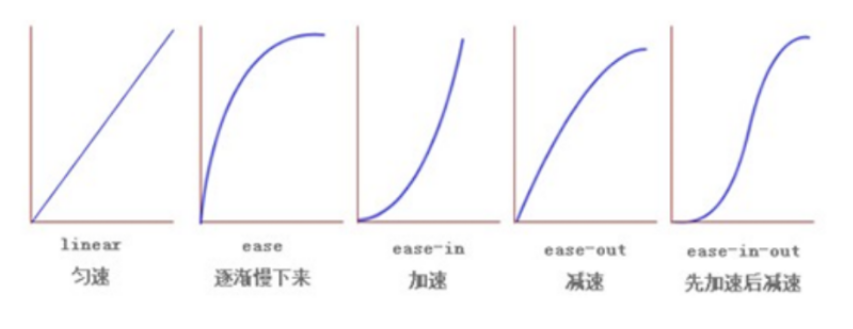 linear
匀速
ease
逐渐慢下来
ease-in
加速
ease-out
减速
ease-in-out
先加速后减速